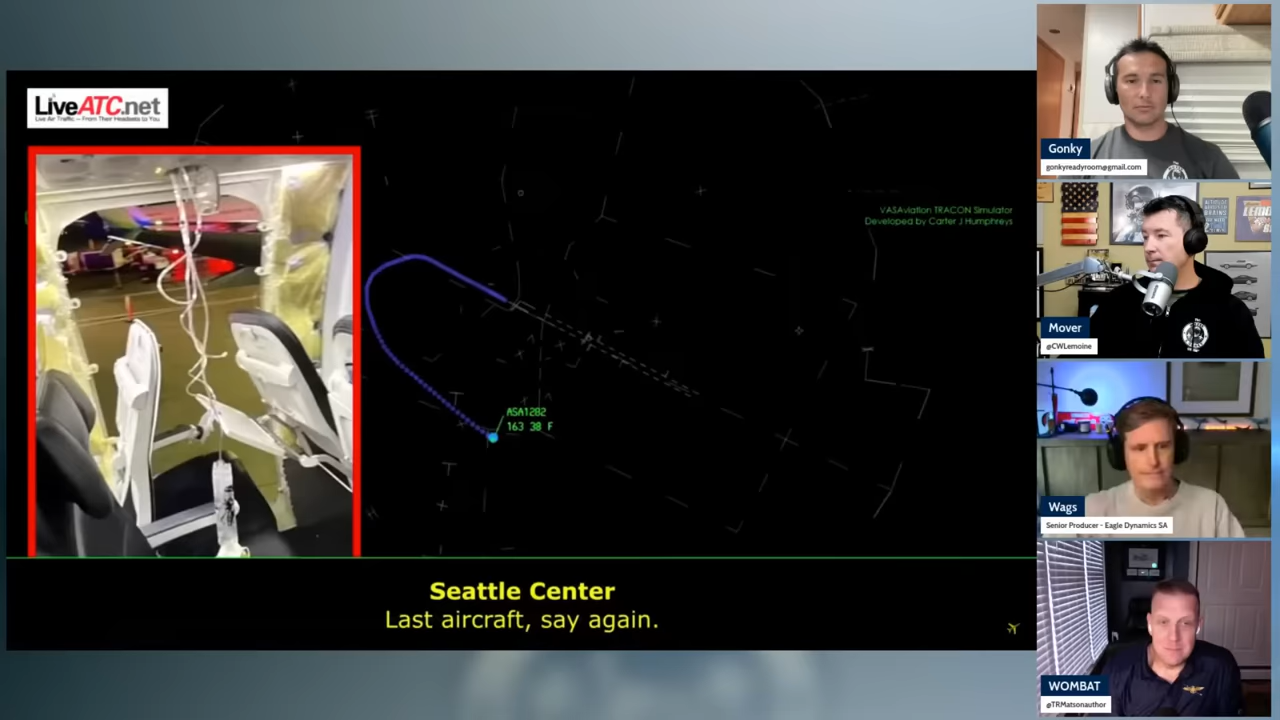 LiveATC.net
Live Air Traffic — From Their Headsets to You
VASAviation TRACON Simulator
Developed by Carter J Humphreys
ASA1282
163 38 F
Seattle Center
Last aircraft, say again.
Gonky
gonkyreadyroom@gmail.com
Mover
@CWLemoine
Wags
Senior Producer - Eagle Dynamics SA
WOMBAT
@TRMatsonauthor